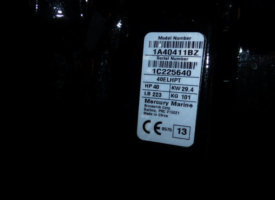 Model Number
1A40411BZ
Serial Number
1C225640
40ELHPT
HP 40 KW 29.4
LB 223 KG 101
Mercury Marine
Made in China
CE 13